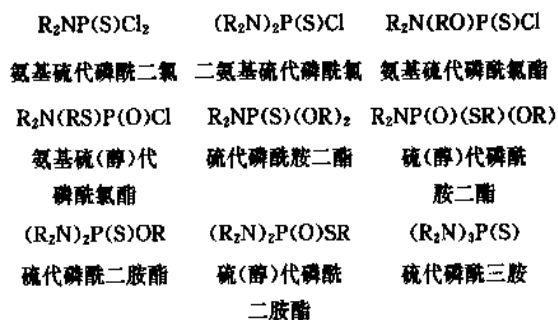 R₂NP(S)Cl₂ (R₂N)₂P(S)Cl R₂N(RO)P(S)Cl
氨基硫代磷酰二氯 二氨基硫代磷酰氯 氨基硫代磷酰氯酯
R₂N(RS)P(O)Cl R₂NP(S)(OR)₂ R₂NP(O)(SR)(OR)
氨基硫(醇)代 硫代磷酰胺二酯 硫(醇)代磷酰
磷酰氯酯 胺二酯
(R₂N)₂P(S)OR (R₂N)₂P(O)SR (R₂N)₃P(S)
硫代磷酰二胺酯 硫(醇)代磷酰 硫代磷酰三胺
二胺酯